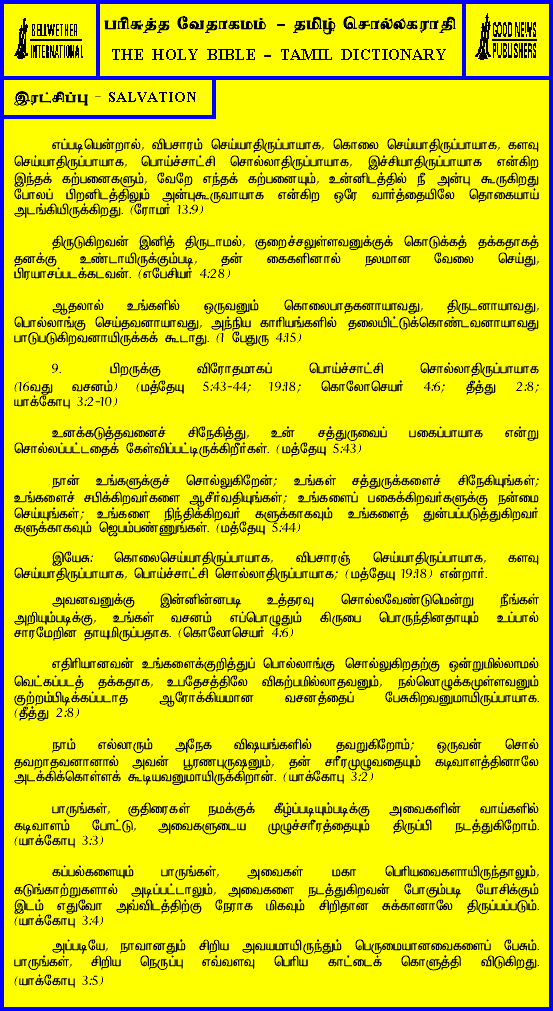 BELLWETHER
INTERNATIONAL
பரிசுத்த வேதாகமம் – தமிழ் சொல்லகராதி
THE HOLY BIBLE – TAMIL DICTIONARY
GOOD NEWS
PUBLISHERS
இரட்சிப்பு – SALVATION
எப்படியென்றால், விபசாரம் செய்யாதிருப்பாயாக, கொலை செய்யாதிருப்பாயாக, களவு
செய்யாதிருப்பாயாக, பொய்ச்சாட்சி சொல்லாதிருப்பாயாக, இச்சியாதிருப்பாயாக என்கிற
இந்தக் கற்பனைகளும், வேறே எந்தக் கற்பனையும், உன்னிடத்தில் நீ அன்பு கூருகிறது
போலப் பிறனிடத்திலும் அன்புகூருவாயாக என்கிற ஒரே வார்த்தையிலே தொகையாய்
அடங்கியிருக்கிறது. (ரோமர் 13:9)
திருடுகிறவன் இனித் திருடாமல், குறைச்சலுள்ளவனுக்குக் கொடுக்கத் தக்கதாகத்
தனக்கு உண்டாயிருக்கும்படி, தன் கைகளினால் நலமான வேலை செய்து,
பிரயாசப்படக்கடவன். (எபேசியர் 4:28)
ஆதலால் உங்களில் ஒருவனும் கொலைபாதகனாயாவது, திருடனாயாவது,
பொல்லாங்கு செய்தவனாயாவது, அந்நிய காரியங்களில் தலையிட்டுக்கொண்டவனாயாவது
பாடுபடுகிறவனாயிருக்கக் கூடாது. (1 பேதுரு 4:15)
9. பிறருக்கு விரோதமாகப் பொய்ச்சாட்சி சொல்லாதிருப்பாயாக
(16வது வசனம்) (மத்தேயு 5:43-44; 19:18; கொலோசெயர் 4:6; தீத்து 2:8;
யாக்கோபு 3:2-10)
உனக்கடுத்தவனைச் சிநேகித்து, உன் சத்துருவைப் பகைப்பாயாக என்று
சொல்லப்பட்டதைக் கேள்விப்பட்டிருக்கிறீர்கள். (மத்தேயு 5:43)
நான் உங்களுக்குச் சொல்லுகிறேன்; உங்கள் சத்துருக்களைச் சிநேகியுங்கள்;
உங்களைச் சபிக்கிறவர்களை ஆசீர்வதியுங்கள்; உங்களைப் பகைக்கிறவர்களுக்கு நன்மை
செய்யுங்கள்; உங்களை நிந்திக்கிறவர் களுக்காகவும் உங்களைத் துன்பப்படுத்துகிறவர்
களுக்காகவும் ஜெபம்பண்ணுங்கள். (மத்தேயு 5:44)
இயேசு: கொலைசெய்யாதிருப்பாயாக, விபசாரஞ் செய்யாதிருப்பாயாக, களவு
செய்யாதிருப்பாயாக, பொய்ச்சாட்சி சொல்லாதிருப்பாயாக; (மத்தேயு 19:18) என்றார்.
அவனவனுக்கு இன்னின்னபடி உத்தரவு சொல்லவேண்டுமென்று நீங்கள்
அறியும்படிக்கு, உங்கள் வசனம் எப்பொழுதும் கிருபை பொருந்தினதாயும் உப்பால்
சாரமேறின தாயுமிருப்பதாக. (கொலோசெயர் 4:6)
எதிரியானவன் உங்களைக்குறித்துப் பொல்லாங்கு சொல்லுகிறதற்கு ஒன்றுமில்லாமல்
வெட்கப்படத் தக்கதாக, உபதேசத்திலே விகற்பமில்லாதவனும், நல்லொழுக்கமுள்ளவனும்
குற்றம்பிடிக்கப்படாத ஆரோக்கியமான வசனத்தைப் பேசுகிறவனுமாயிருப்பாயாக.
(தீத்து 2:8)
நாம் எல்லாரும் அநேக விஷயங்களில் தவறுகிறோம்; ஒருவன் சொல்
தவறாதவனானால் அவன் பூரணபுருஷனும், தன் சரீரமுழுவதையும் கடிவாளத்தினாலே
அடக்கிக்கொள்ளக் கூடியவனுமாயிருக்கிறான். (யாக்கோபு 3:2)
பாருங்கள், குதிரைகள் நமக்குக் கீழ்ப்படியும்படிக்கு அவைகளின் வாய்களில்
கடிவாளம் போட்டு, அவைகளுடைய முழுச்சரீரத்தையும் திருப்பி நடத்துகிறோம்.
(யாக்கோபு 3:3)
கப்பல்களையும் பாருங்கள், அவைகள் மகா பெரியவைகளாயிருந்தாலும்,
கடுங்காற்றுகளால் அடிப்பட்டாலும், அவைகளை நடத்துகிறவன் போகும்படி யோசிக்கும்
இடம் எதுவோ அவ்விடத்திற்கு நேராக மிகவும் சிறிதான சுக்கானாலே திருப்பப்படும்.
(யாக்கோபு 3:4)
அப்படியே, நாவானதும் சிறிய அவயமாயிருந்தும் பெருமையானவைகளைப் பேசும்.
பாருங்கள், சிறிய நெருப்பு எவ்வளவு பெரிய காட்டைக் கொளுத்தி விடுகிறது.
(யாக்கோபு 3:5)